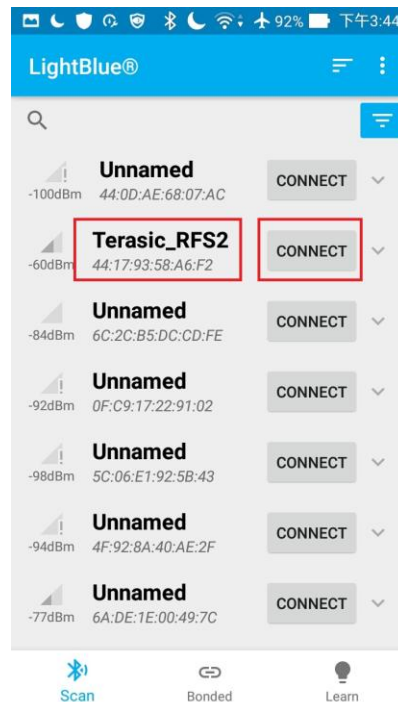 92% 下午3:44
LightBlue®
Unnamed
CONNECT
-100dBm 44:0D:AE:68:07:AC
Terasic_RFS2
CONNECT
-60dBm 44:17:93:58:A6:F2
Unnamed
CONNECT
-84dBm 6C:2C:B5:DC:CD:FE
Unnamed
CONNECT
-92dBm 0F:C9:17:22:91:02
Unnamed
CONNECT
-98dBm 5C:06:E1:92:5B:43
Unnamed
CONNECT
-94dBm 4F:92:8A:40:AE:2F
Unnamed
CONNECT
-77dBm 6A:DE:1E:00:49:7C
Scan Bonded Learn